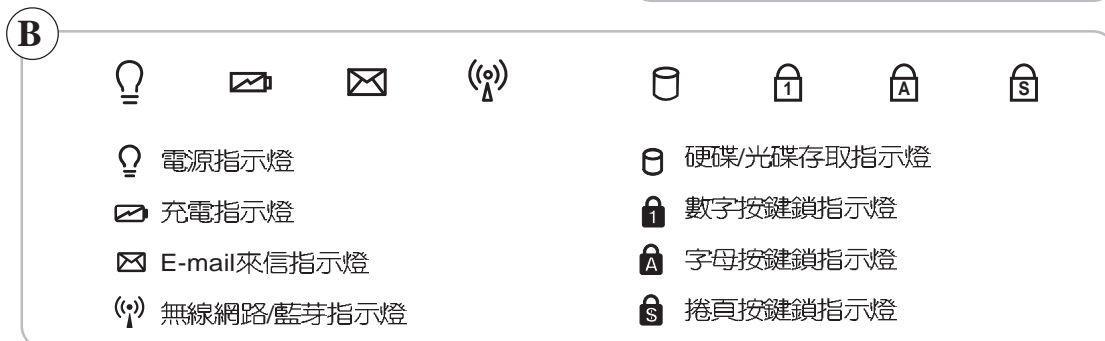 B
1 A S
電源指示燈
充電指示燈
E-mail來信指示燈
無線網路/藍芽指示燈
硬碟/光碟存取指示燈
1 數字按鍵鎖指示燈
A 字母按鍵鎖指示燈
S 捲頁按鍵鎖指示燈